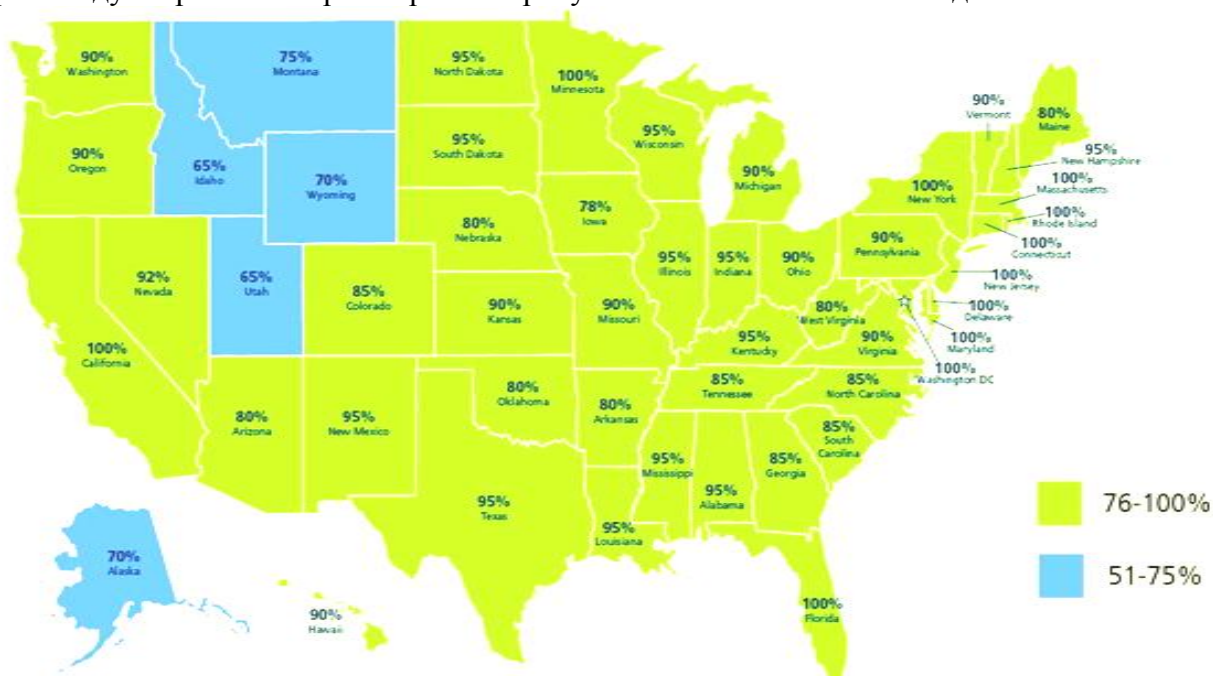 90%
Washington
75%
Montana
95%
North Dakota
100%
Minnesota
90%
Vermont
80%
Maine
90%
Oregon
65%
Idaho
70%
Wyoming
95%
South Dakota
95%
Wisconsin
90%
Michigan
100%
New York
95%
New Hampshire
100%
Massachusetts
100%
Rhode Island
100%
Connecticut
80%
Nebraska
78%
Iowa
95%
Illinois
95%
Indiana
90%
Ohio
90%
Pennsylvania
100%
New Jersey
92%
Nevada
65%
Utah
85%
Colorado
90%
Kansas
90%
Missouri
80%
West Virginia
90%
Virginia
100%
Delaware
100%
Maryland
100%
Washington DC
100%
California
95%
Kentucky
80%
Arizona
95%
New Mexico
80%
Oklahoma
80%
Arkansas
85%
Tennessee
85%
North Carolina
85%
South
Carolina
95%
Texas
95%
Louisiana
95%
Mississippi
95%
Alabama
85%
Georgia
100%
Florida
70%
Alaska
90%
Hawaii
76-100%
51-75%